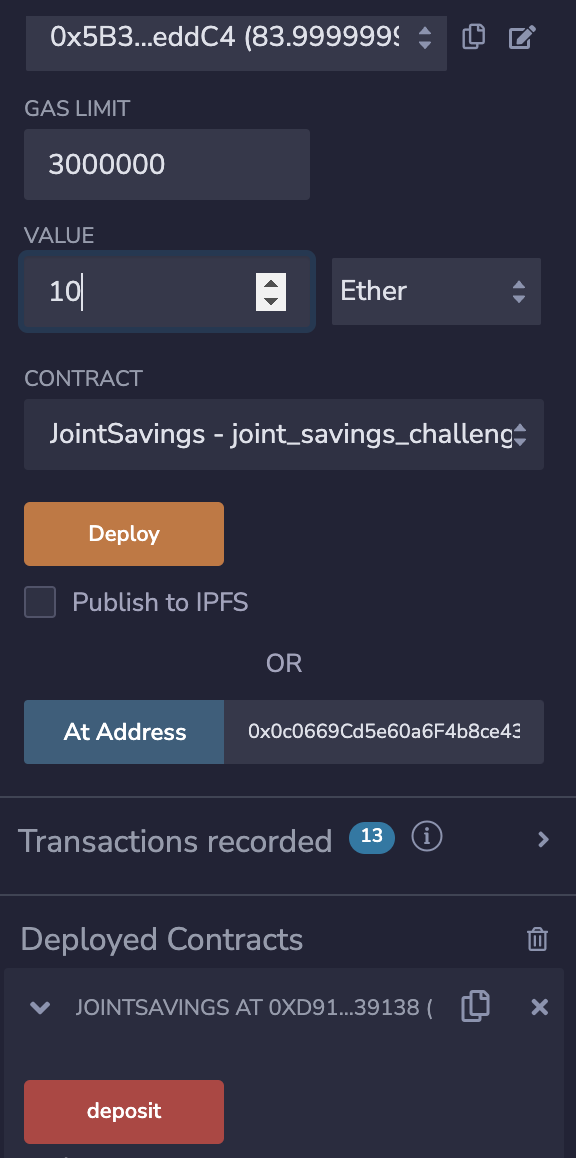 0x5B3...eddC4 (83.9999999
GAS LIMIT
3000000
VALUE
10
Ether
CONTRACT
JointSavings - joint_savings_challeng
Deploy
Publish to IPFS
OR
At Address
0x0c0669Cd5e60a6F4b8ce43
Transactions recorded 13 i
Deployed Contracts
JOINTSAVINGS AT 0XD91...39138 (
deposit